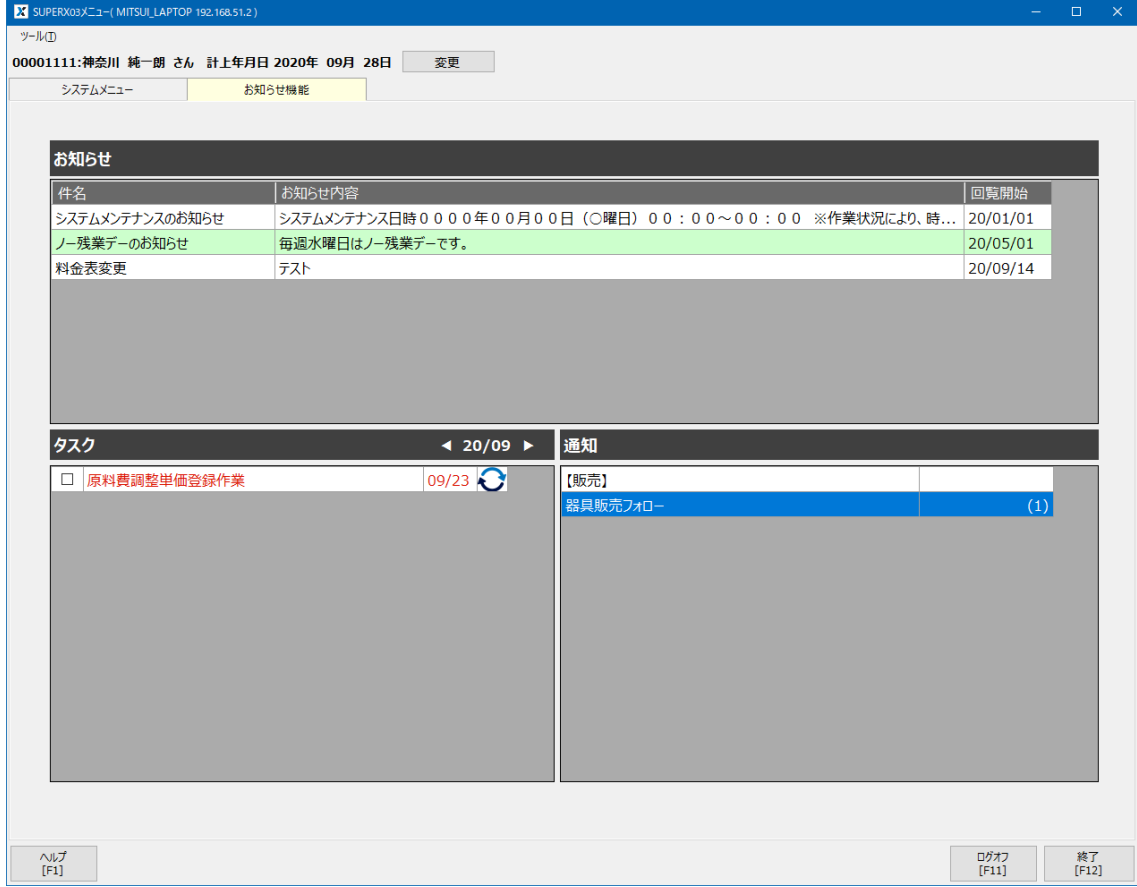 SUPERX03メニュー( MITSUI_LAPTOP 192.168.51.2 )
ツール(T)
00001111:神奈川 純一朗 さん 計上年月日 2020年 09月 28日 変更
システムメニュー お知らせ機能
お知らせ
件名 お知らせ内容 回覧開始
システムメンテナンスのお知らせ システムメンテナンス日時００００年００月００日（○曜日）００：００～００：００ ※作業状況により、時... 20/01/01
ノー残業デーのお知らせ 毎週水曜日はノー残業デーです。 20/05/01
料金表変更 テスト 20/09/14
タスク ◀ 20/09 ▶
原料費調整単価登録作業 09/23
通知
【販売】
器具販売フォロー (1)
ヘルプ
[F1]
ログオフ
[F11]
終了
[F12]